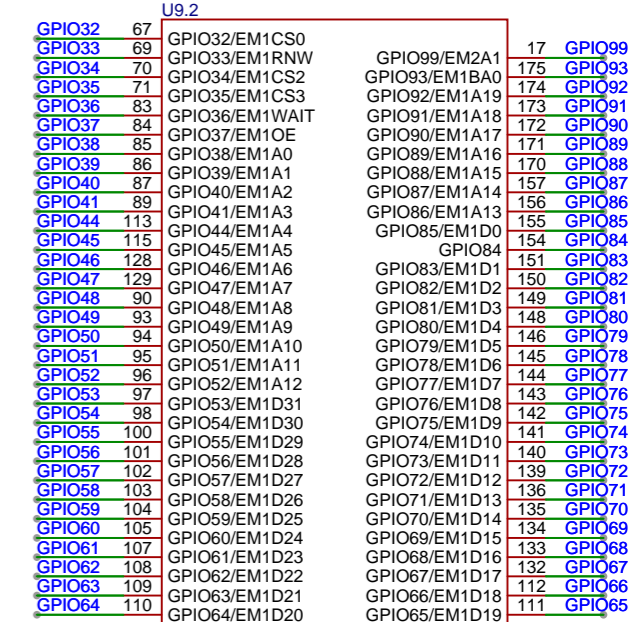 U9.2
GPIO32 67 GPIO32/EM1CS0
GPIO33 69 GPIO33/EM1RNW GPIO99/EM2A1 17 GPIO99
GPIO34 70 GPIO34/EM1CS2 GPIO93/EM1BA0 175 GPIO93
GPIO35 71 GPIO35/EM1CS3 GPIO92/EM1A19 174 GPIO92
GPIO36 83 GPIO36/EM1WAIT GPIO91/EM1A18 173 GPIO91
GPIO37 84 GPIO37/EM1OE GPIO90/EM1A17 172 GPIO90
GPIO38 85 GPIO38/EM1A0 GPIO89/EM1A16 171 GPIO89
GPIO39 86 GPIO39/EM1A1 GPIO88/EM1A15 170 GPIO88
GPIO40 87 GPIO40/EM1A2 GPIO87/EM1A14 157 GPIO87
GPIO41 89 GPIO41/EM1A3 GPIO86/EM1A13 156 GPIO86
GPIO44 113 GPIO44/EM1A4 GPIO85/EM1D0 155 GPIO85
GPIO45 115 GPIO45/EM1A5 GPIO84 154 GPIO84
GPIO46 128 GPIO46/EM1A6 GPIO83/EM1D1 151 GPIO83
GPIO47 129 GPIO47/EM1A7 GPIO82/EM1D2 150 GPIO82
GPIO48 90 GPIO48/EM1A8 GPIO81/EM1D3 149 GPIO81
GPIO49 93 GPIO49/EM1A9 GPIO80/EM1D4 148 GPIO80
GPIO50 94 GPIO50/EM1A10 GPIO79/EM1D5 146 GPIO79
GPIO51 95 GPIO51/EM1A11 GPIO78/EM1D6 145 GPIO78
GPIO52 96 GPIO52/EM1A12 GPIO77/EM1D7 144 GPIO77
GPIO53 97 GPIO53/EM1D31 GPIO76/EM1D8 143 GPIO76
GPIO54 98 GPIO54/EM1D30 GPIO75/EM1D9 142 GPIO75
GPIO55 100 GPIO55/EM1D29 GPIO74/EM1D10 141 GPIO74
GPIO56 101 GPIO56/EM1D28 GPIO73/EM1D11 140 GPIO73
GPIO57 102 GPIO57/EM1D27 GPIO72/EM1D12 139 GPIO72
GPIO58 103 GPIO58/EM1D26 GPIO71/EM1D13 136 GPIO71
GPIO59 104 GPIO59/EM1D25 GPIO70/EM1D14 135 GPIO70
GPIO60 105 GPIO60/EM1D24 GPIO69/EM1D15 134 GPIO69
GPIO61 107 GPIO61/EM1D23 GPIO68/EM1D16 133 GPIO68
GPIO62 108 GPIO62/EM1D22 GPIO67/EM1D17 132 GPIO67
GPIO63 109 GPIO63/EM1D21 GPIO66/EM1D18 112 GPIO66
GPIO64 110 GPIO64/EM1D20 GPIO65/EM1D19 111 GPIO65